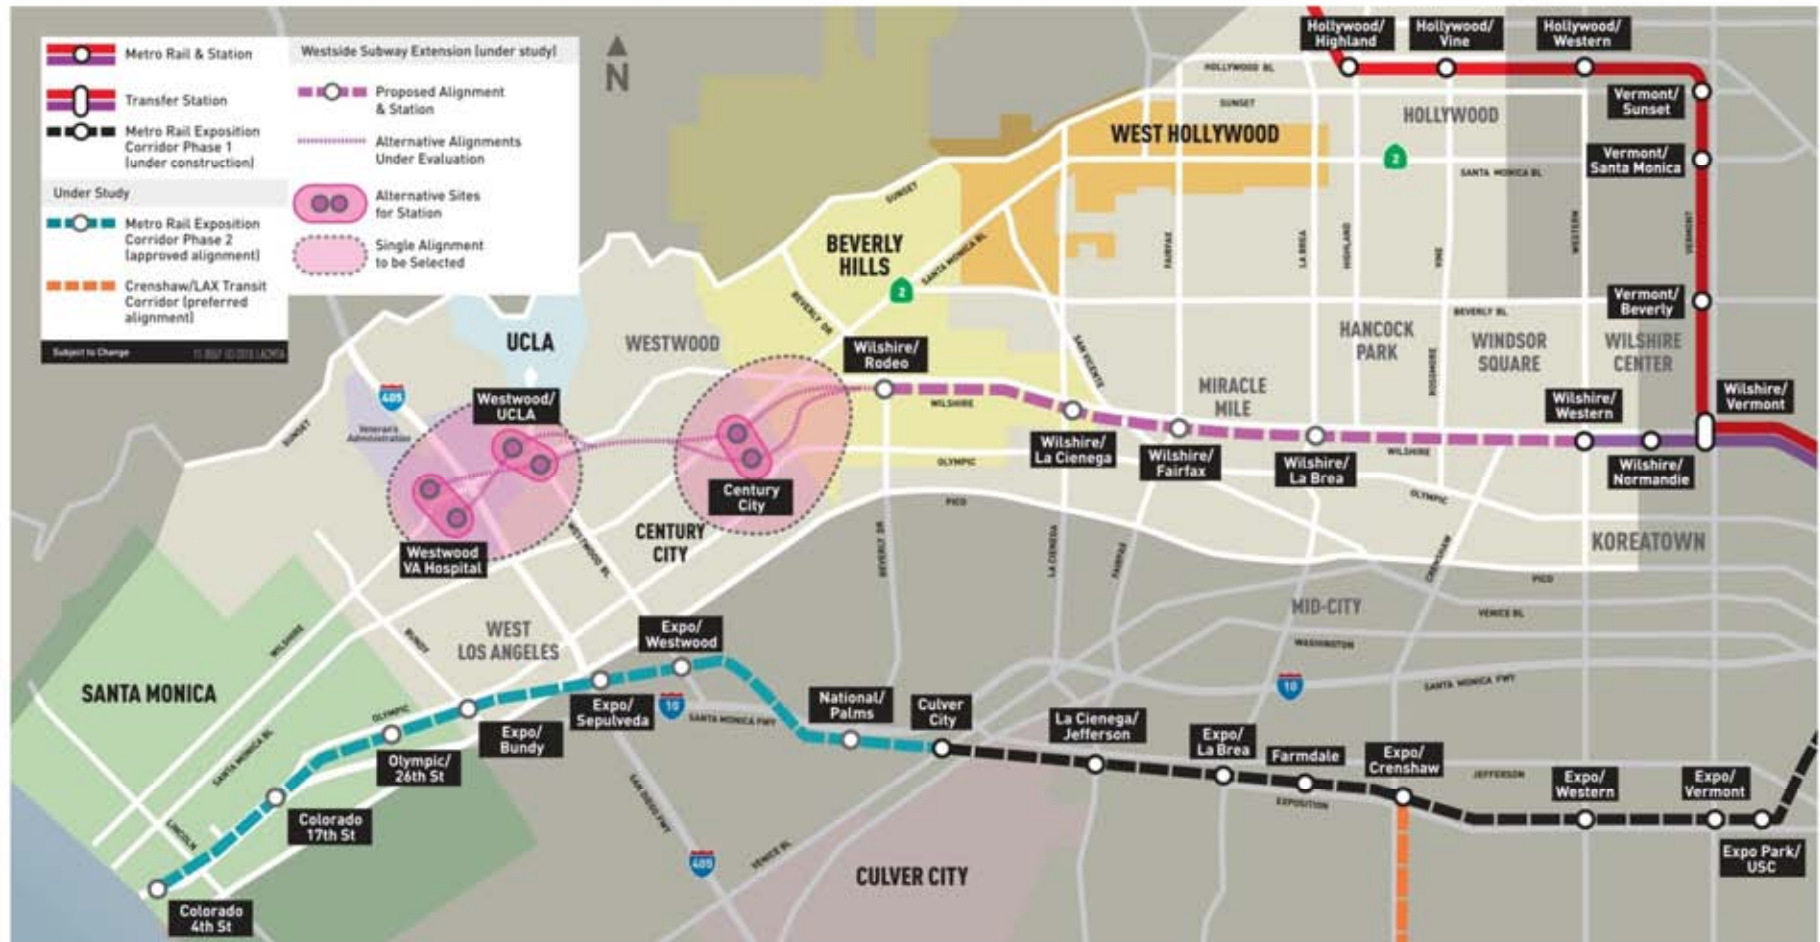 Metro Rail & Station
Transfer Station
Metro Rail Exposition
Corridor Phase 1
(under construction)
Under Study
Metro Rail Exposition
Corridor Phase 2
(approved alignment)
Crenshaw/LAX Transit
Corridor (preferred
alignment)
Subject to Change
Westside Subway Extension (under study)
Proposed Alignment
& Station
Alternative Alignments
Under Evaluation
Alternative Sites
for Station
Single Alignment
to be Selected
N
Hollywood/
Highland
Hollywood/
Vine
Hollywood/
Western
HOLLYWOOD BL
SUNSET
Vermont/
Sunset
HOLLYWOOD
WEST HOLLYWOOD
2
SANTA MONICA BL
Vermont/
Santa Monica
SUNSET
BEVERLY
HILLS
SANTA MONICA BL
2
FAIRFAX
LA BREA
HIGHLAND
VINE
WESTERN
VERMONT
BEVERLY DR
Vermont/
Beverly
BEVERLY BL
UCLA
WESTWOOD
Wilshire/
Rodeo
SAN VICENTE
HANCOCK
PARK
ROSSMORE
WINDSOR
SQUARE
WILSHIRE
CENTER
MIRACLE
MILE
405
Westwood/
UCLA
WILSHIRE
Wilshire/
Western
Wilshire/
Vermont
SUNSET
Veteran's
Administration
Wilshire/
La Cienega
Wilshire/
Fairfax
Wilshire/
La Brea
WILSHIRE
Wilshire/
Normandie
OLYMPIC
Century
City
PICO
OLYMPIC
CENTURY
CITY
WESTWOOD BL
Westwood
VA Hospital
BEVERLY DR
LA CIENEGA
FAIRFAX
CRENSHAW
KOREATOWN
PICO
MID-CITY
VENICE BL
WASHINGTON
WILSHIRE
BUNDY
WEST
LOS ANGELES
Expo/
Westwood
SANTA MONICA
10
SANTA MONICA FWY
Expo/
Sepulveda
10
SANTA MONICA FWY
National/
Palms
Culver
City
OLYMPIC
Expo/
Bundy
La Cienega/
Jefferson
Expo/
La Brea
Farmdale
Expo/
Crenshaw
SANTA MONICA BL
Olympic/
26th St
JEFFERSON
Expo/
Western
Expo/
Vermont
EXPOSITION
SAN DIEGO FWY
Colorado
17th St
LINCOLN
405
VENICE BL
CULVER CITY
Expo Park/
USC
Colorado
4th St